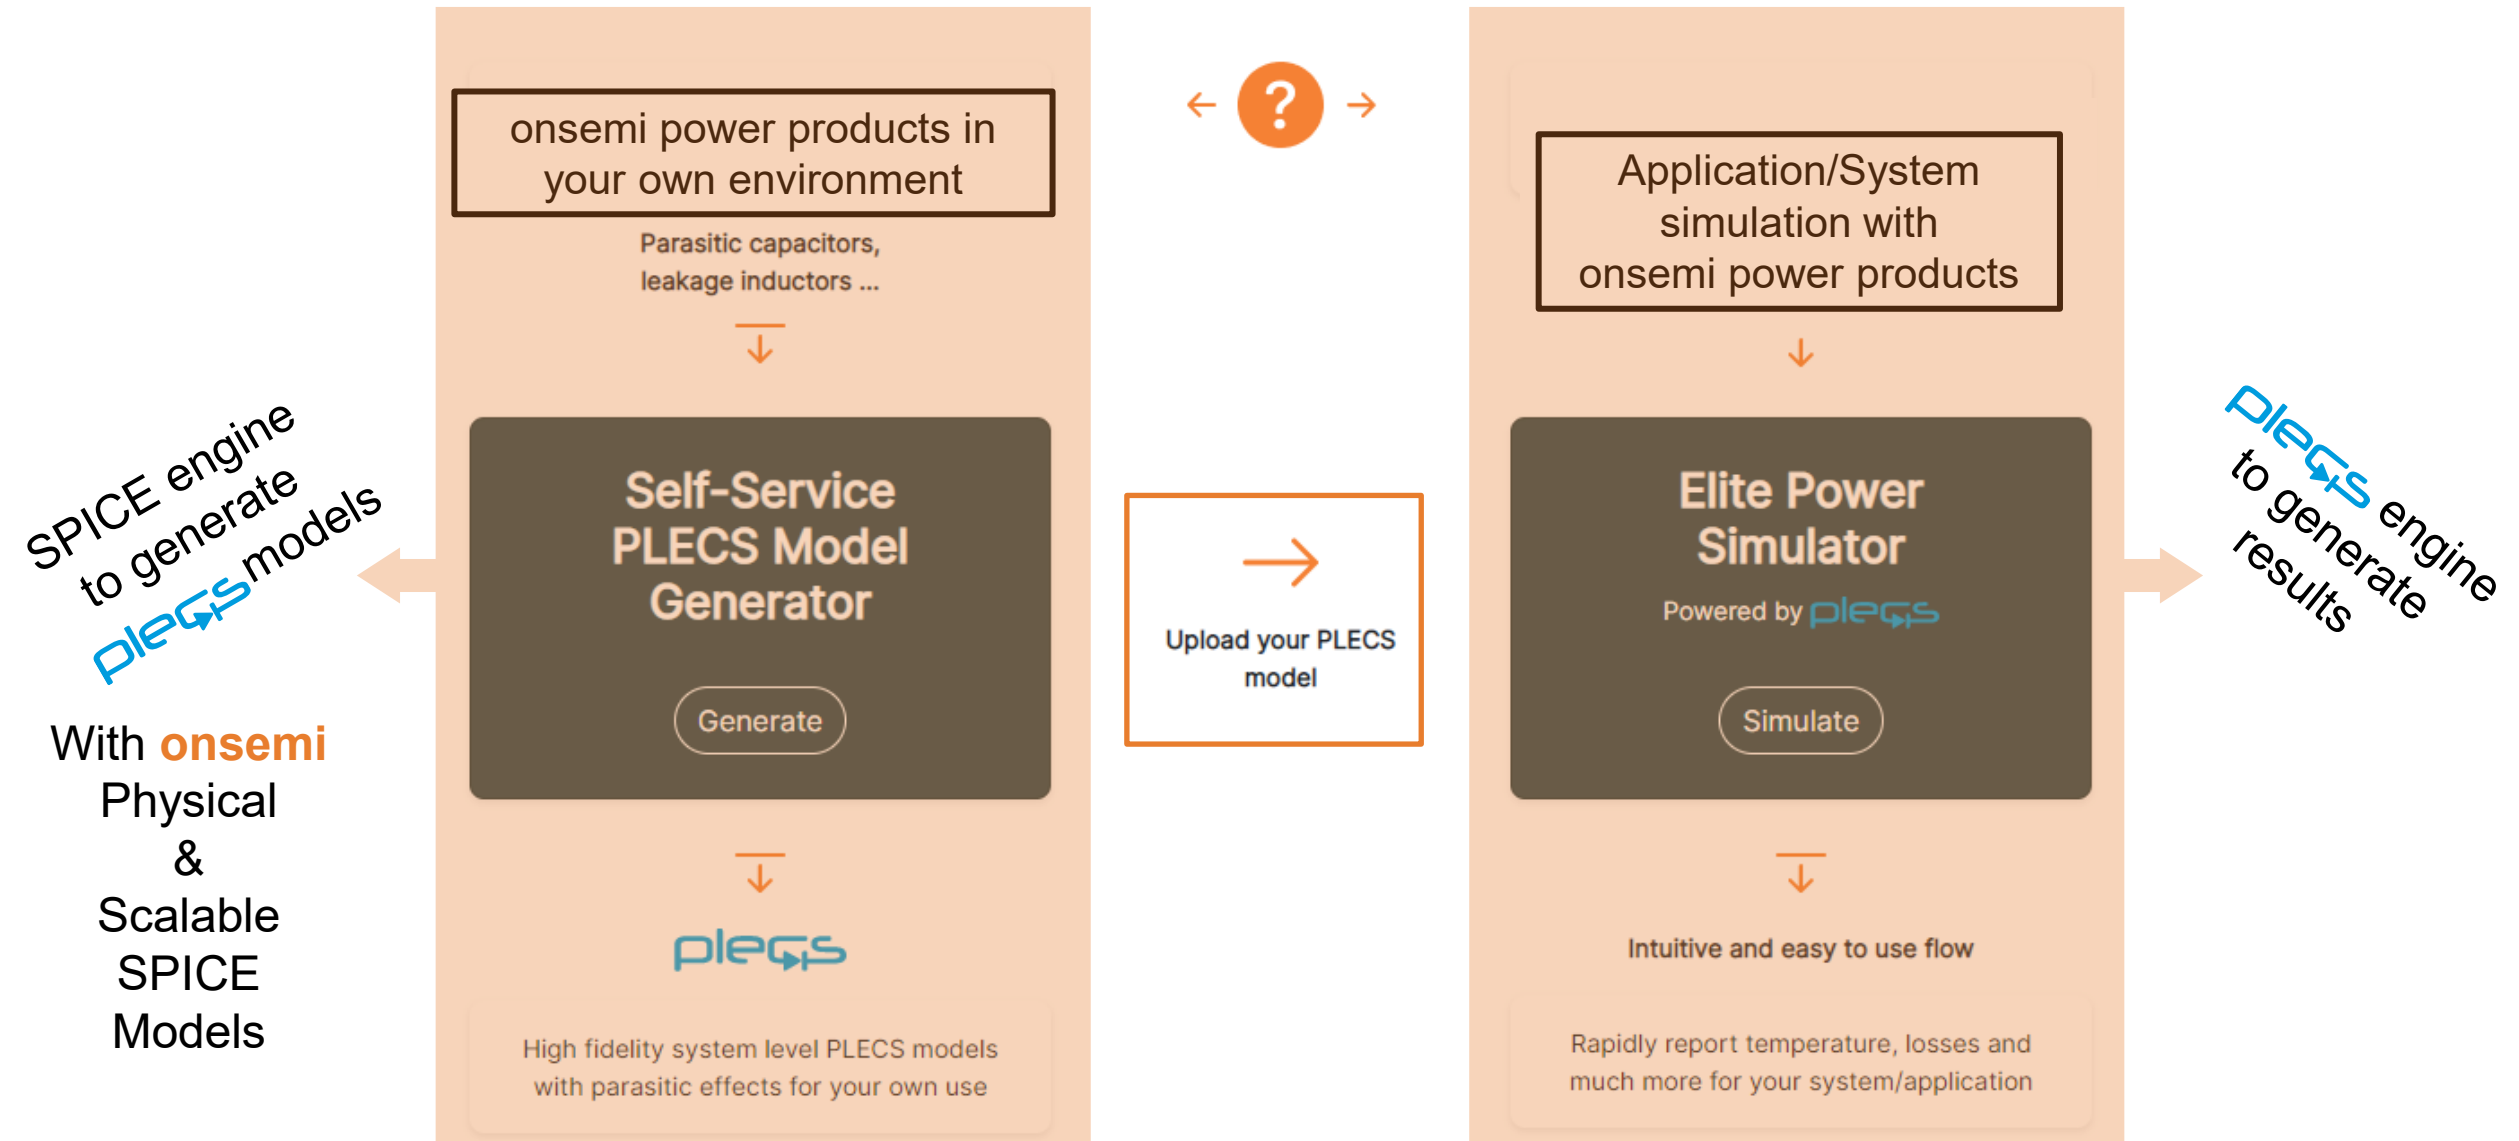 SPICE engine
to generate
plecs models
With onsemi
Physical
&
Scalable
SPICE
Models
onsemi power products in
your own environment
Parasitic capacitors,
leakage inductors ...
Self-Service
PLECS Model
Generator
Generate
plecs
High fidelity system level PLECS models
with parasitic effects for your own use
?
Upload your PLECS
model
Application/System
simulation with
onsemi power products
Elite Power
Simulator
Powered by plecs
Simulate
Intuitive and easy to use flow
Rapidly report temperature, losses and
much more for your system/application
plecs engine
to generate
results